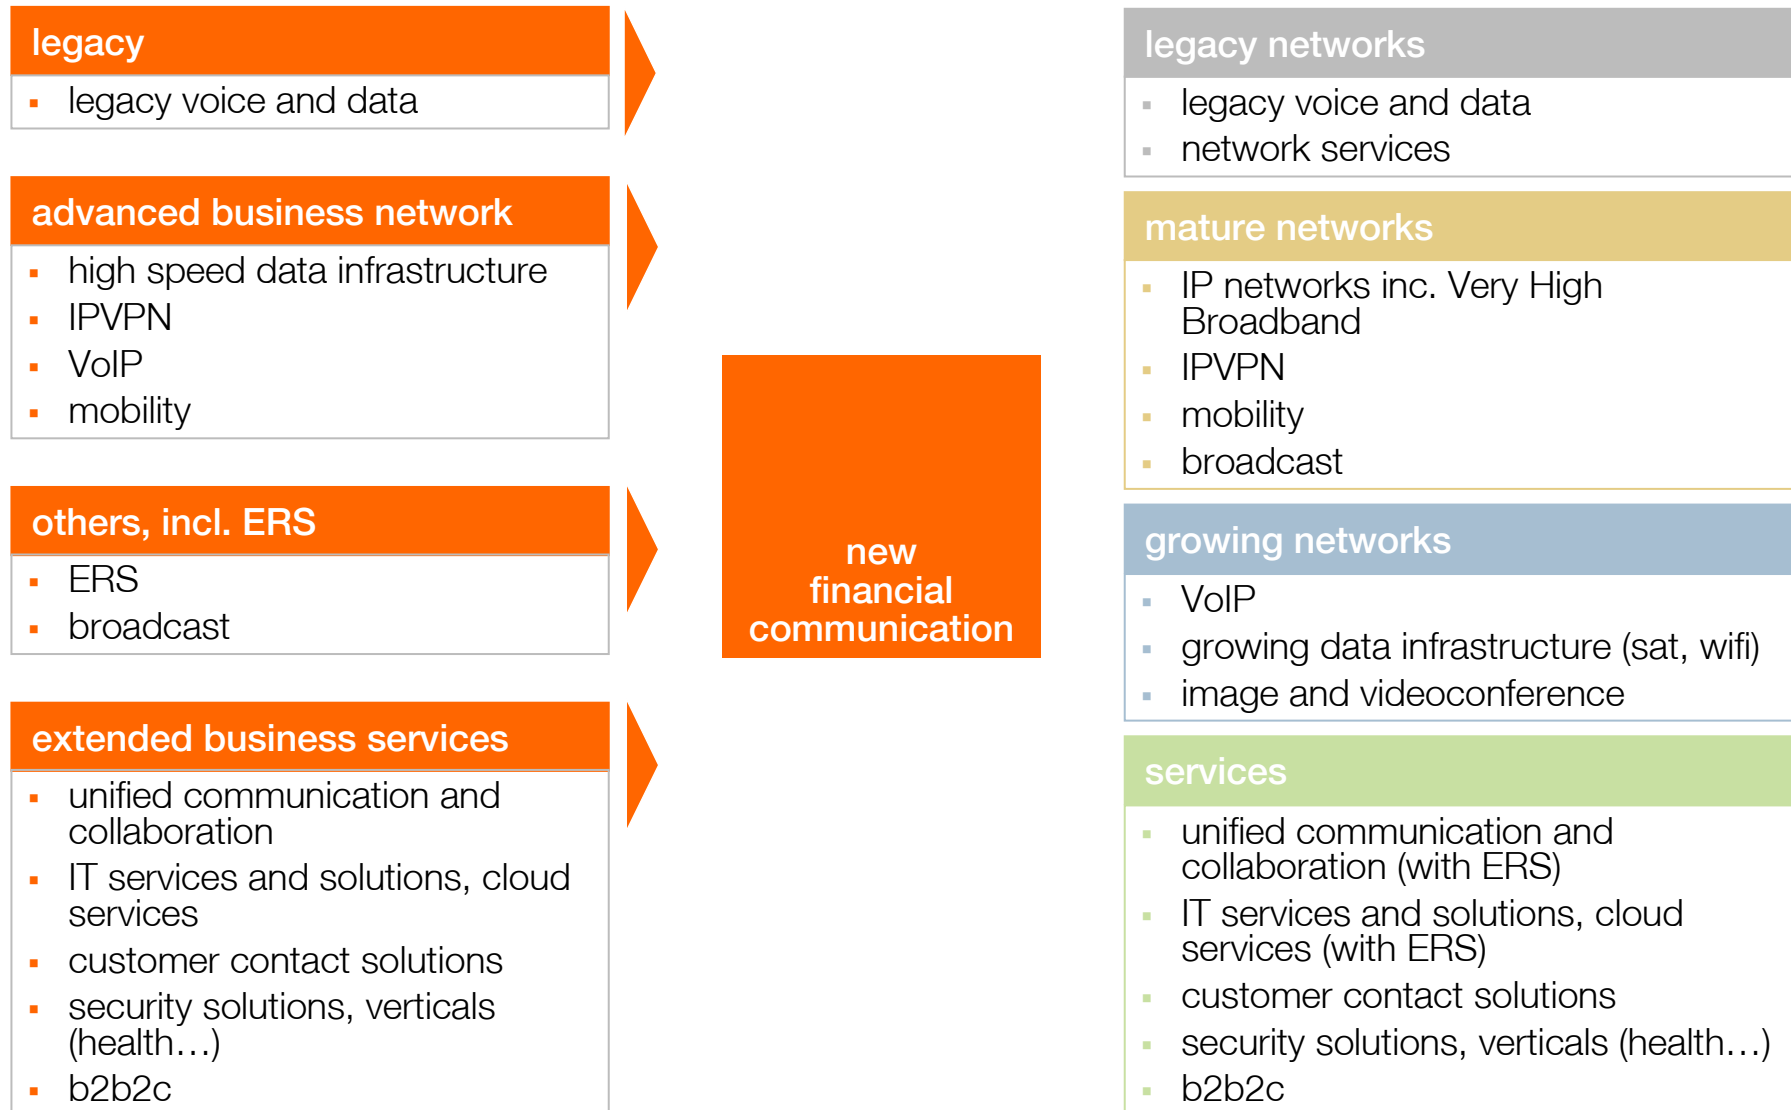 legacy
▪ legacy voice and data
advanced business network
▪ high speed data infrastructure
▪ IPVPN
▪ VoIP
▪ mobility
others, incl. ERS
▪ ERS
▪ broadcast
extended business services
▪ unified communication and
collaboration
▪ IT services and solutions, cloud
services
▪ customer contact solutions
▪ security solutions, verticals
(health…)
▪ b2b2c
new
financial
communication
legacy networks
▪ legacy voice and data
▪ network services
mature networks
▪ IP networks inc. Very High
Broadband
▪ IPVPN
▪ mobility
▪ broadcast
growing networks
▪ VoIP
▪ growing data infrastructure (sat, wifi)
▪ image and videoconference
services
▪ unified communication and
collaboration (with ERS)
▪ IT services and solutions, cloud
services (with ERS)
▪ customer contact solutions
▪ security solutions, verticals (health…)
▪ b2b2c